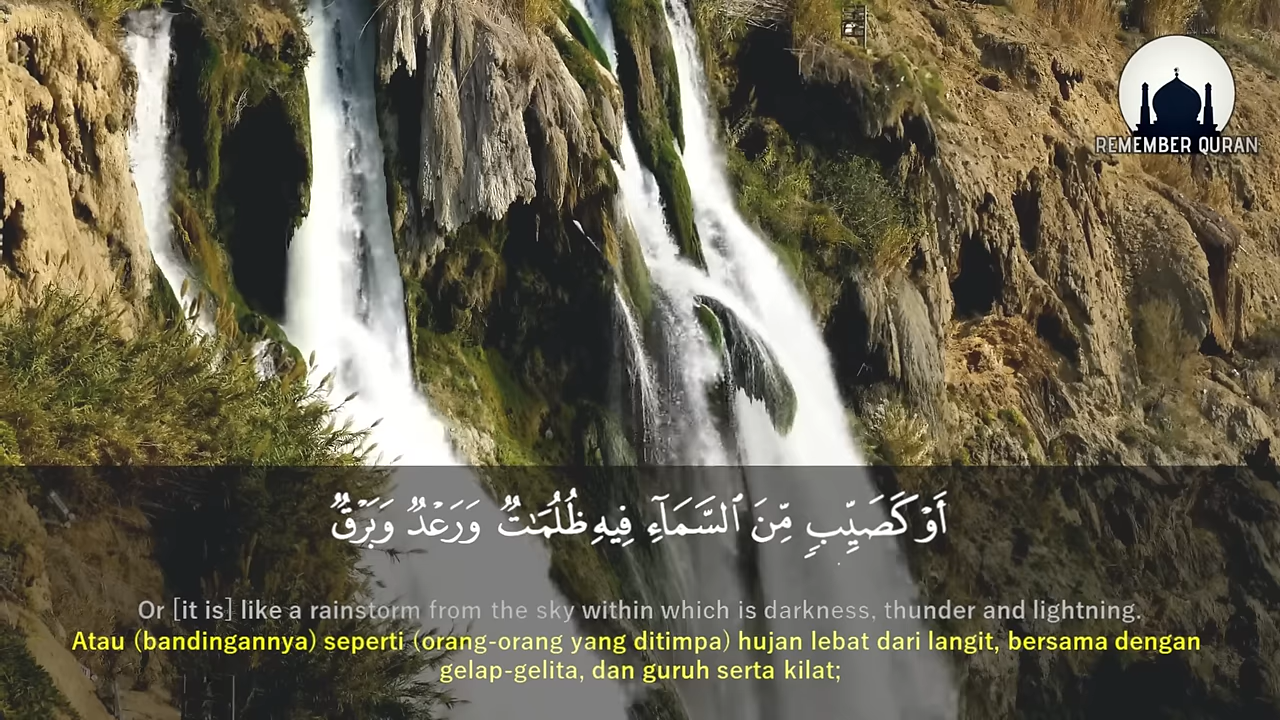 REMEMBER QURAN
أَوْ كَصَيِّبٍ مِّنَ ٱلسَّمَآءِ فِيهِ ظُلُمَٰتٌ وَرَعْدٌ وَبَرْقٌ
Or [it is] like a rainstorm from the sky within which is darkness, thunder and lightning.
Atau (bandingannya) seperti (orang-orang yang ditimpa) hujan lebat dari langit, bersama dengan
gelap-gelita, dan guruh serta kilat;